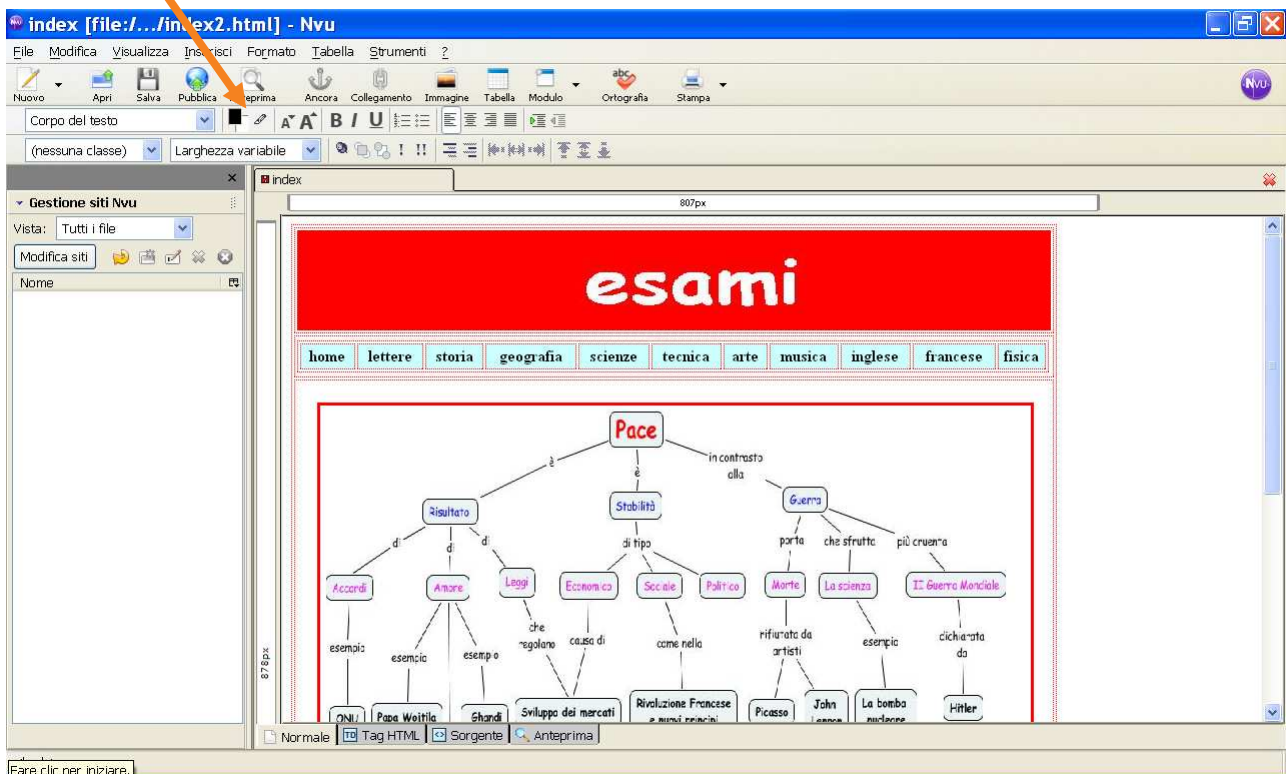 index [file:/.../index2.html] - Nvu
File Modifica Visualizza Inserisci Formato Tabella Strumenti ?
Nuovo Apri Salva Pubblica Ancora Collegamento Immagine Tabella Modulo Ortografia Stampa
Nvu
Corpo del testo
(nessuna classe) Larghezza variabile
index
Gestione siti Nvu
807px
Vista: Tutti i file
Modifica siti
Nome
esami
home lettere storia geografia scienze tecnica arte musica inglese francese fisica
Pace
è è in contrasto
alla
Risultato Stabilità Guerra
di di di di tipo porta che sfrutta più cruenta
Accordi Amore Leggi Economico Sociale Politico Morte La scienza II Guerra Mondiale
esempio esempio esempio che
regolano causa di come nella rifiutata da
artisti esempio dichiarata
da
878px
ONU Papa Woitila Ghandi Sviluppo dei mercati Rivoluzione Francese
e nuovi principi Picasso John
Lennon La bomba
nucleare Hitler
Normale Tag HTML Sorgente Anteprima
Fare clic per iniziare.